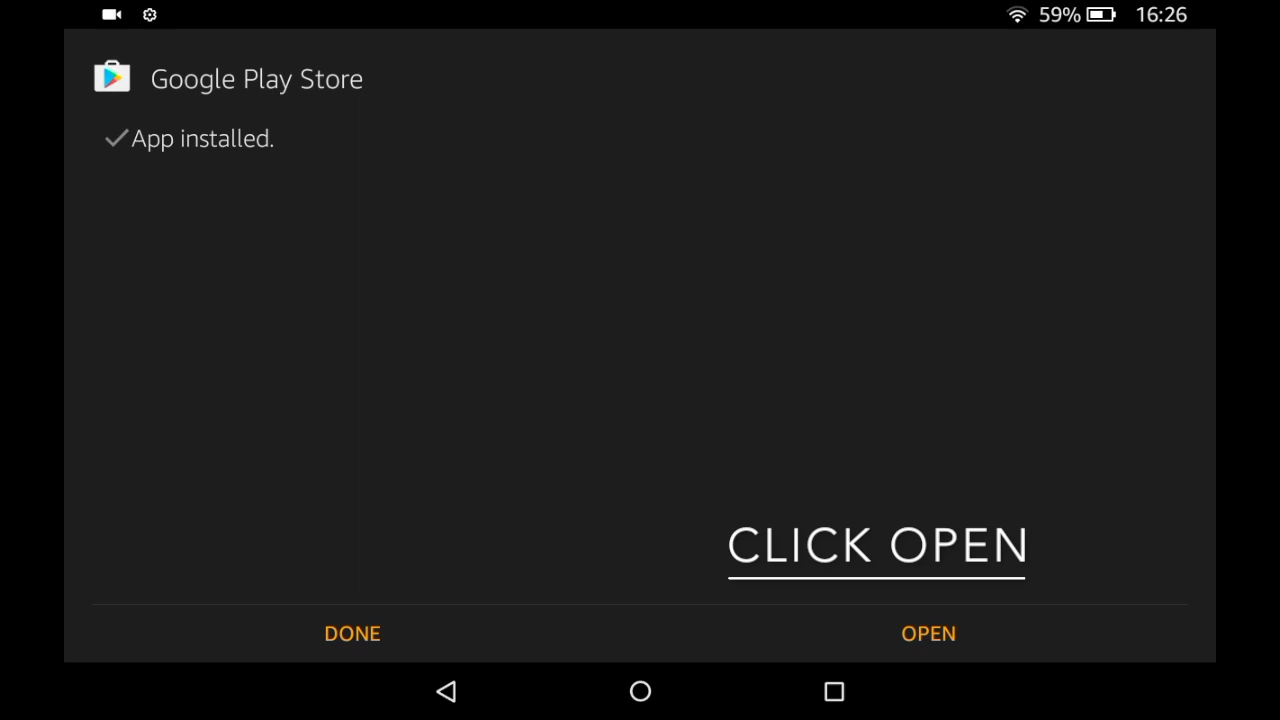 59% 16:26
Google Play Store
App installed.
CLICK OPEN
DONE OPEN